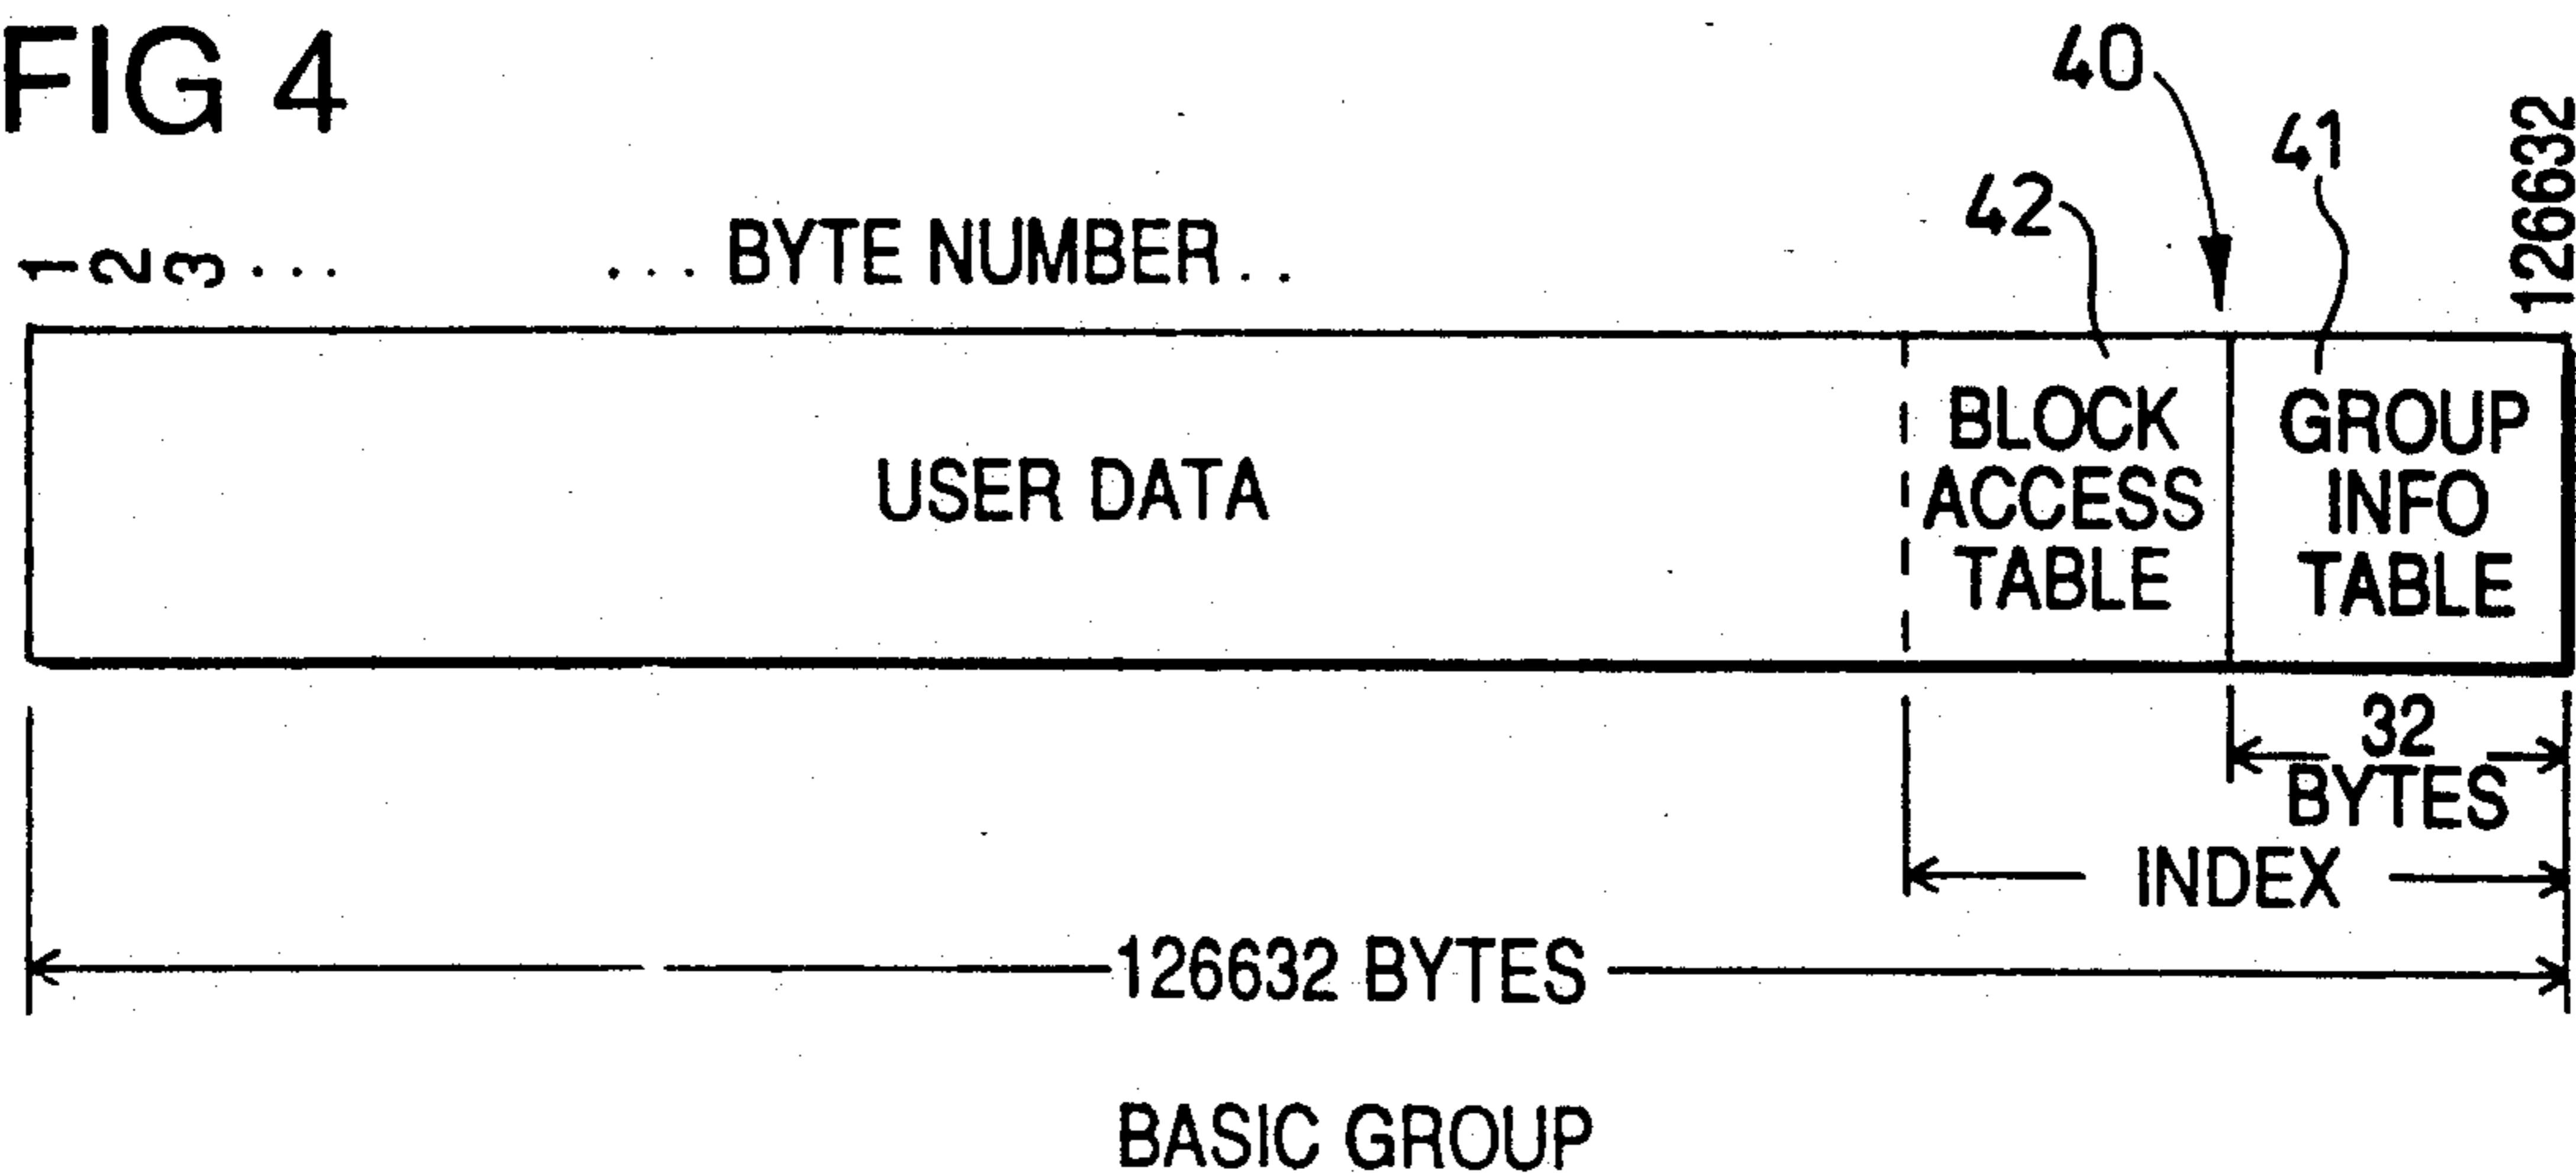 FIG 4
40
41
42
1 2 3 ...
... BYTE NUMBER ..
126632
USER DATA
BLOCK
ACCESS
TABLE
GROUP
INFO
TABLE
32
BYTES
INDEX
126632 BYTES
BASIC GROUP